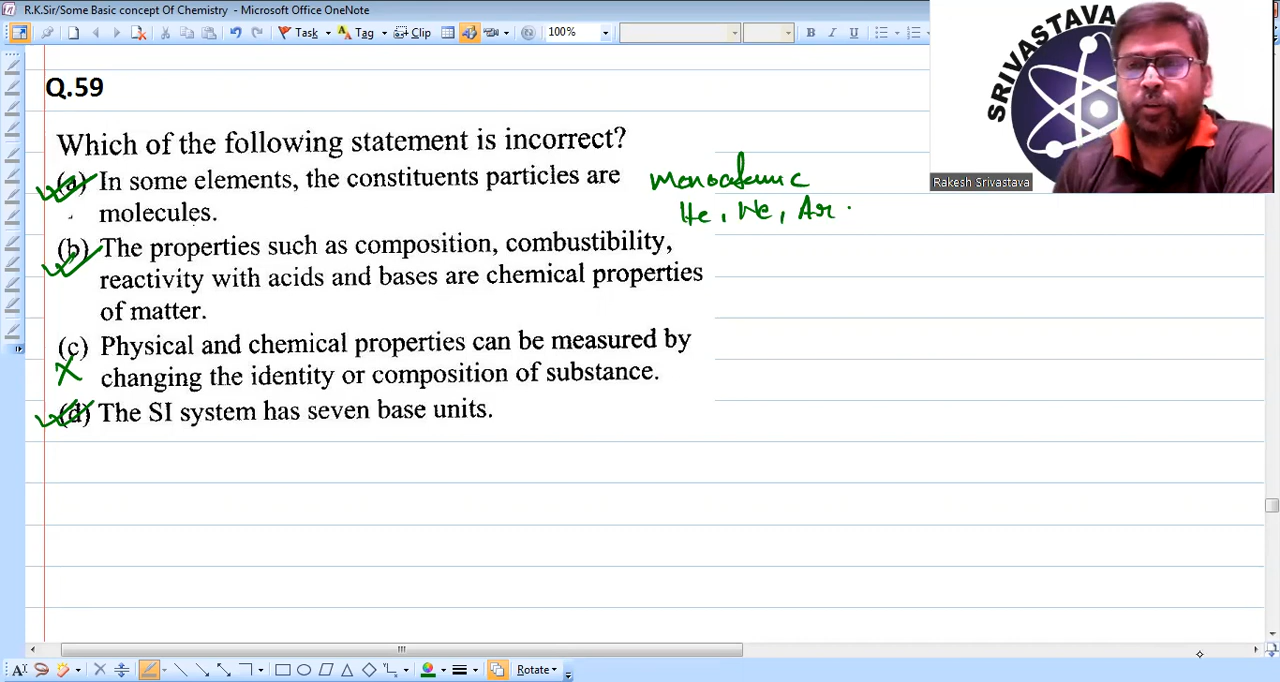 R.K.Sir/Some Basic concept Of Chemistry - Microsoft Office OneNote
Task Tag Clip 100% B I U
SRIVASTAVA
Rakesh Srivastava
Q.59
Which of the following statement is incorrect?
(a) In some elements, the constituents particles are
molecules.
monoatomic
He, Ne, Ar.
(b) The properties such as composition, combustibility,
reactivity with acids and bases are chemical properties
of matter.
(c) Physical and chemical properties can be measured by
changing the identity or composition of substance.
(d) The SI system has seven base units.
Rotate